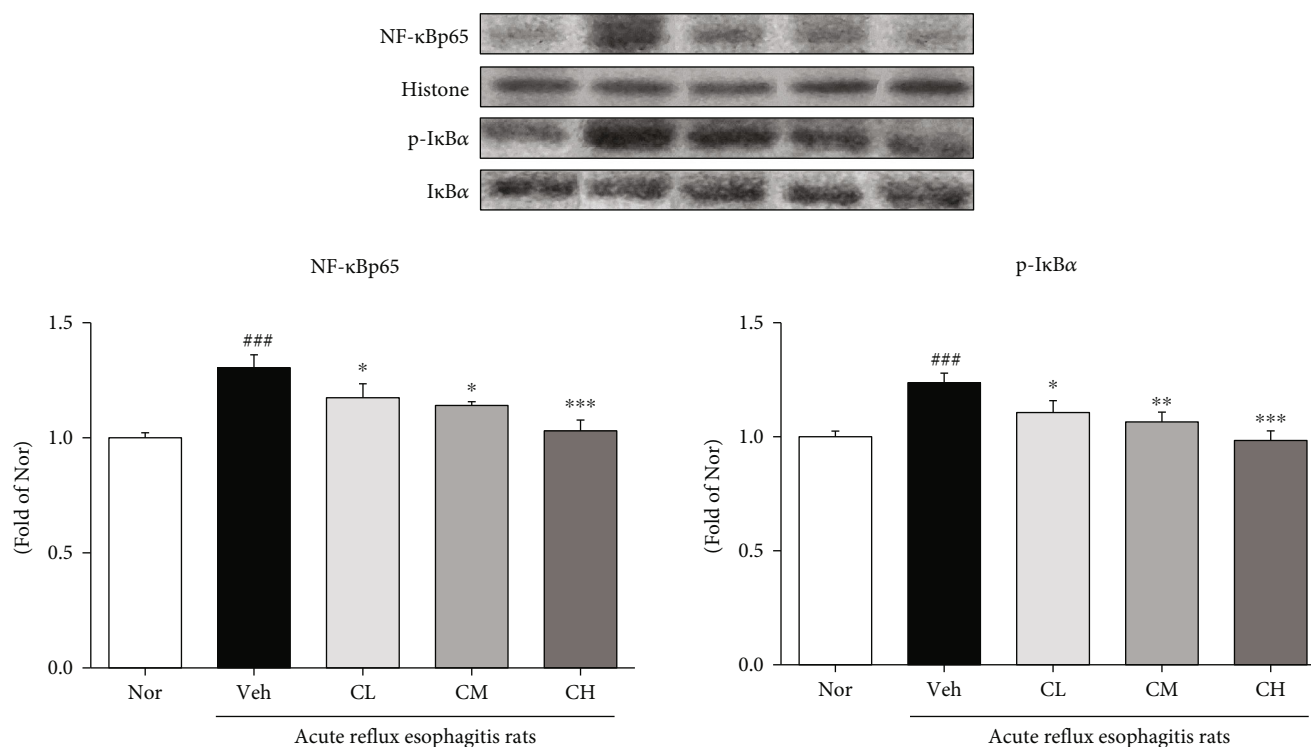 NF-κBp65
Histone
p-IκBα
IκBα
NF-κBp65
(Fold of Nor)
1.5
1.0
0.5
0.0
###
*
*
***
Nor Veh CL CM CH
Acute reflux esophagitis rats
p-IκBα
(Fold of Nor)
1.5
1.0
0.5
0.0
###
*
**
***
Nor Veh CL CM CH
Acute reflux esophagitis rats